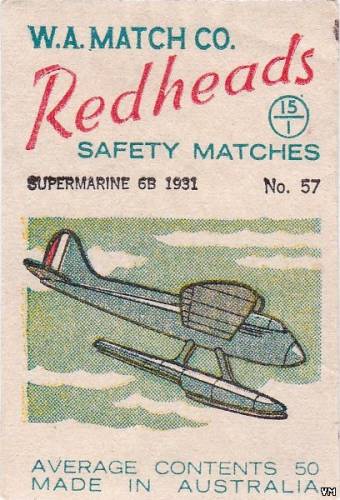 W.A. MATCH CO.
Redheads
15
1
SAFETY MATCHES
SUPERMARINE 6B 1931 No. 57
AVERAGE CONTENTS 50
MADE IN AUSTRALIA
VM